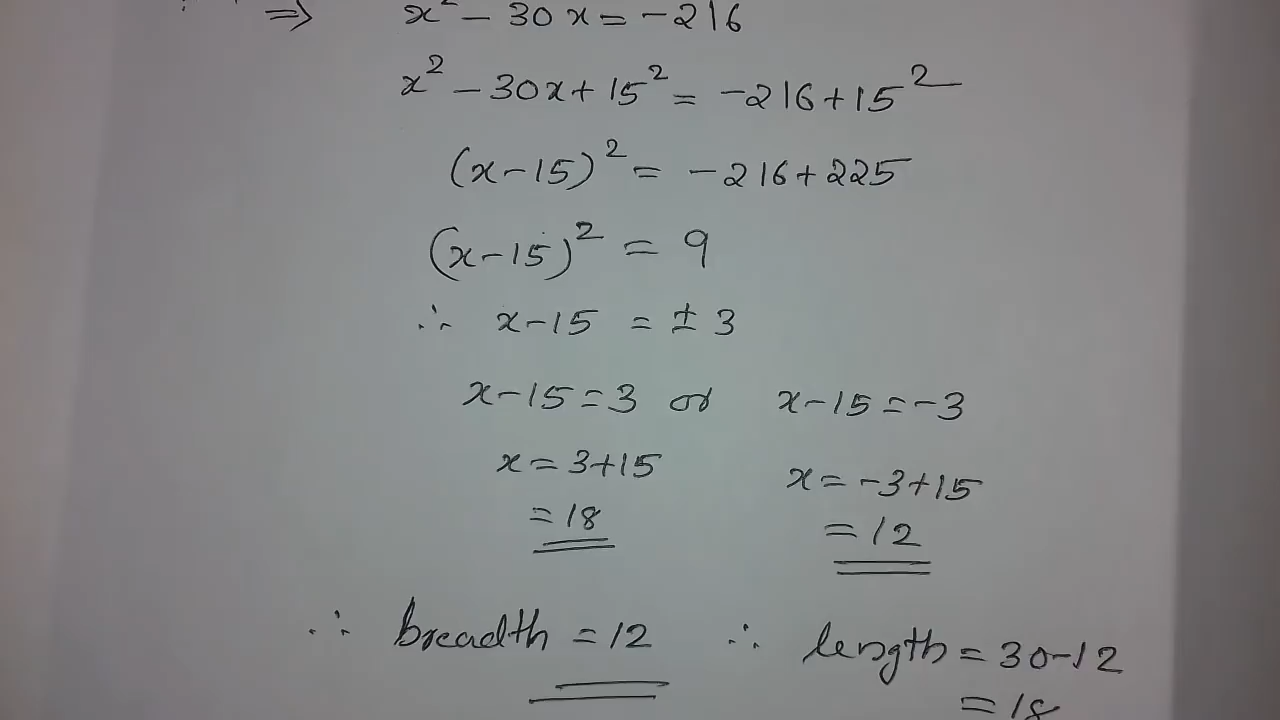 ⇒ x² - 30x = -216
x² - 30x + 15² = -216 + 15²
(x-15)² = -216 + 225
(x-15)² = 9
∴ x-15 = ± 3
x-15 = 3 or x-15 = -3
x = 3+15 x = -3+15
= 18 = 12
∴ breadth = 12 ∴ length = 30-12
= 18